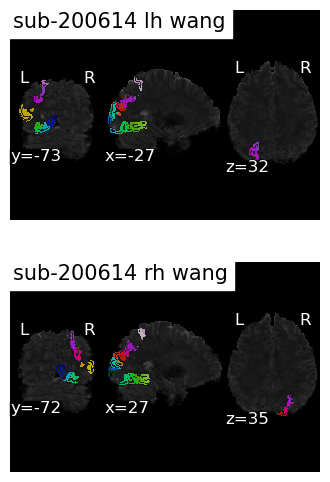 sub-200614 lh wang
L R L R
y=-73 x=-27 z=32
sub-200614 rh wang
L R L R
y=-72 x=27 z=35